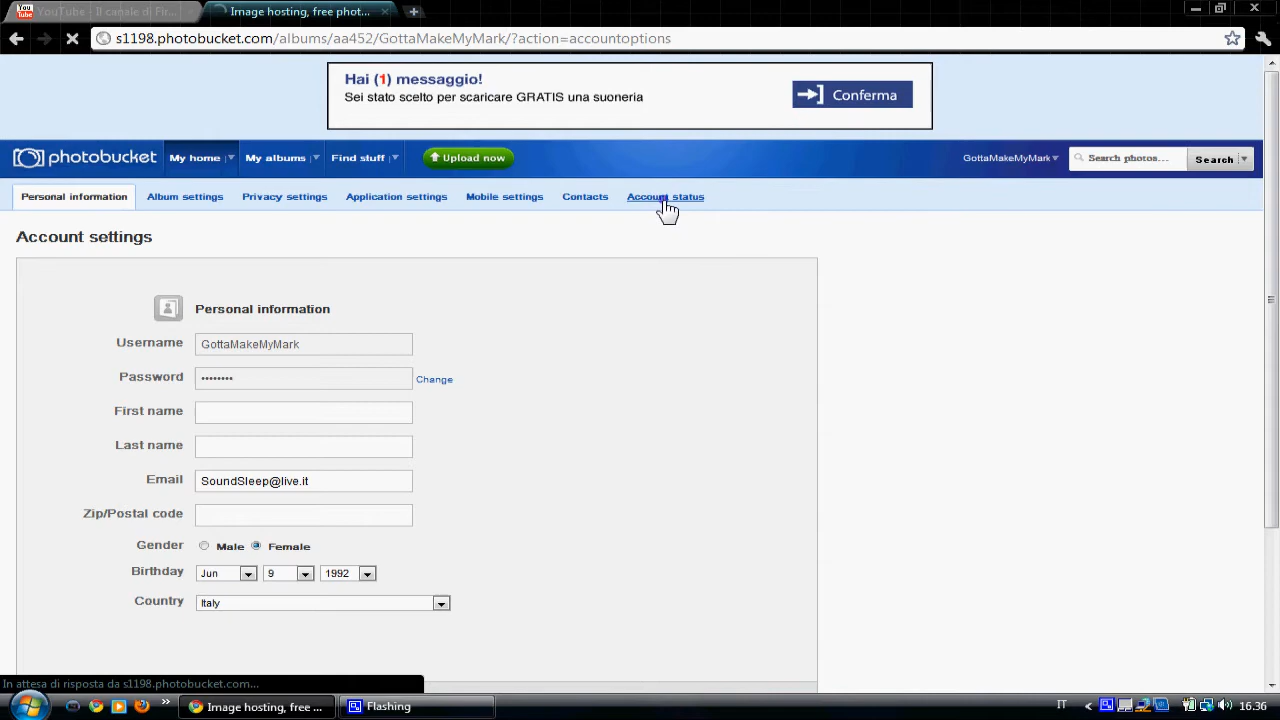 You Tube YouTube - Il canale di Fir...
Image hosting, free phot...
s1198.photobucket.com/albums/aa452/GottaMakeMyMark/?action=accountoptions
Hai (1) messaggio!
Sei stato scelto per scaricare GRATIS una suoneria
Conferma
photobucket My home My albums Find stuff Upload now GottaMakeMyMark Search photos... Search
Personal information Album settings Privacy settings Application settings Mobile settings Contacts Account status
Account settings
Personal information
Username GottaMakeMyMark
Password •••••••• Change
First name
Last name
Email SoundSleep@live.it
Zip/Postal code
Gender Male Female
Birthday Jun 9 1992
Country Italy
In attesa di risposta da s1198.photobucket.com...
Image hosting, free ... Flashing IT 16.36